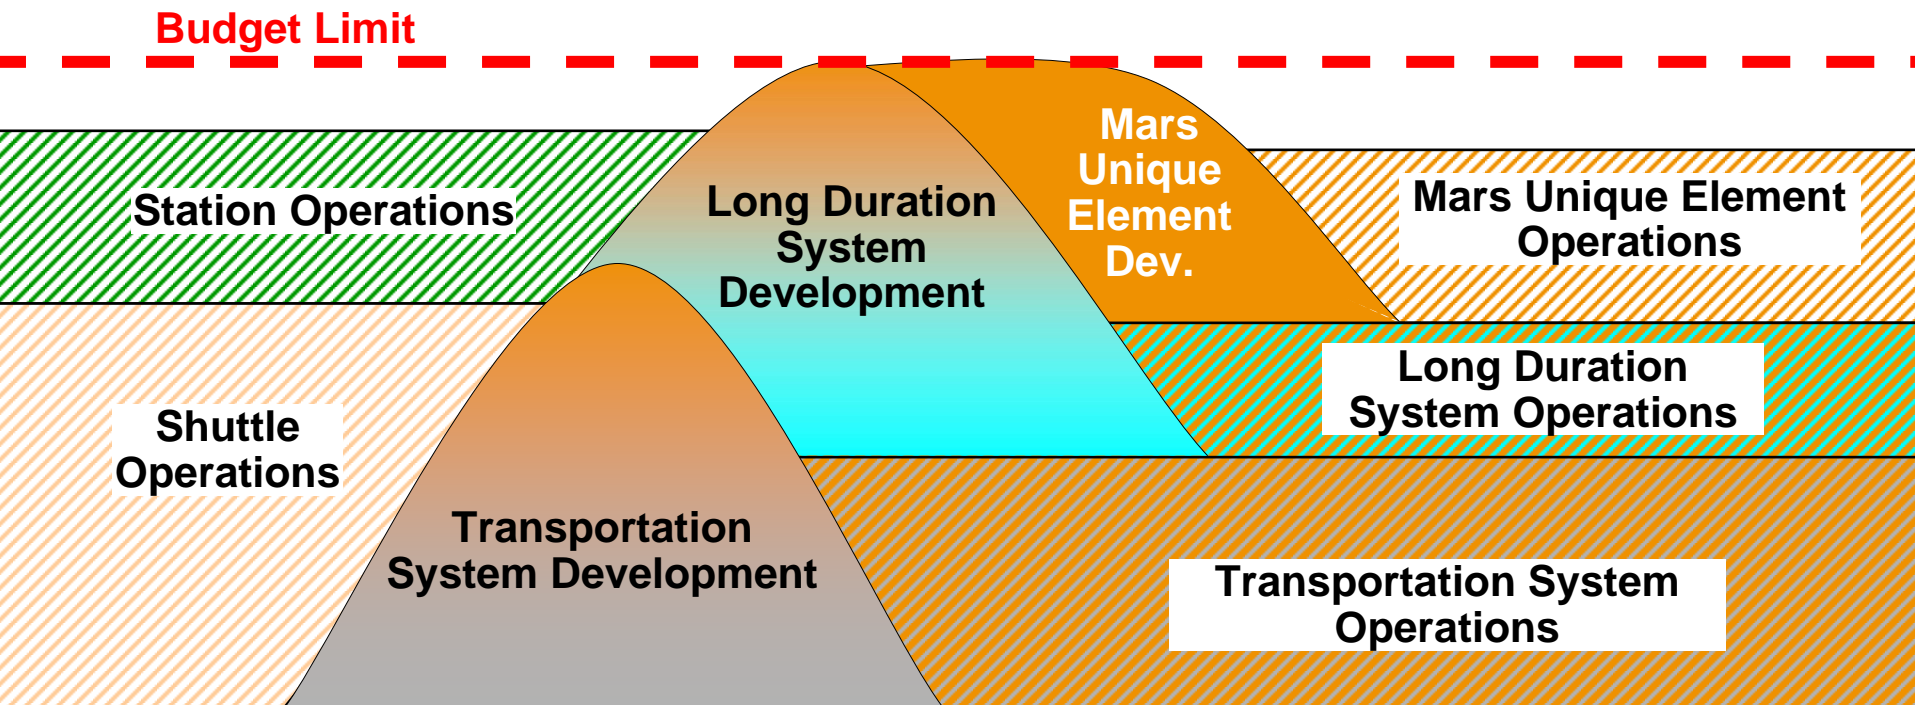 Budget Limit
Station Operations
Shuttle
Operations
Transportation
System Development
Long Duration
System
Development
Mars
Unique
Element
Dev.
Mars Unique Element
Operations
Long Duration
System Operations
Transportation System
Operations